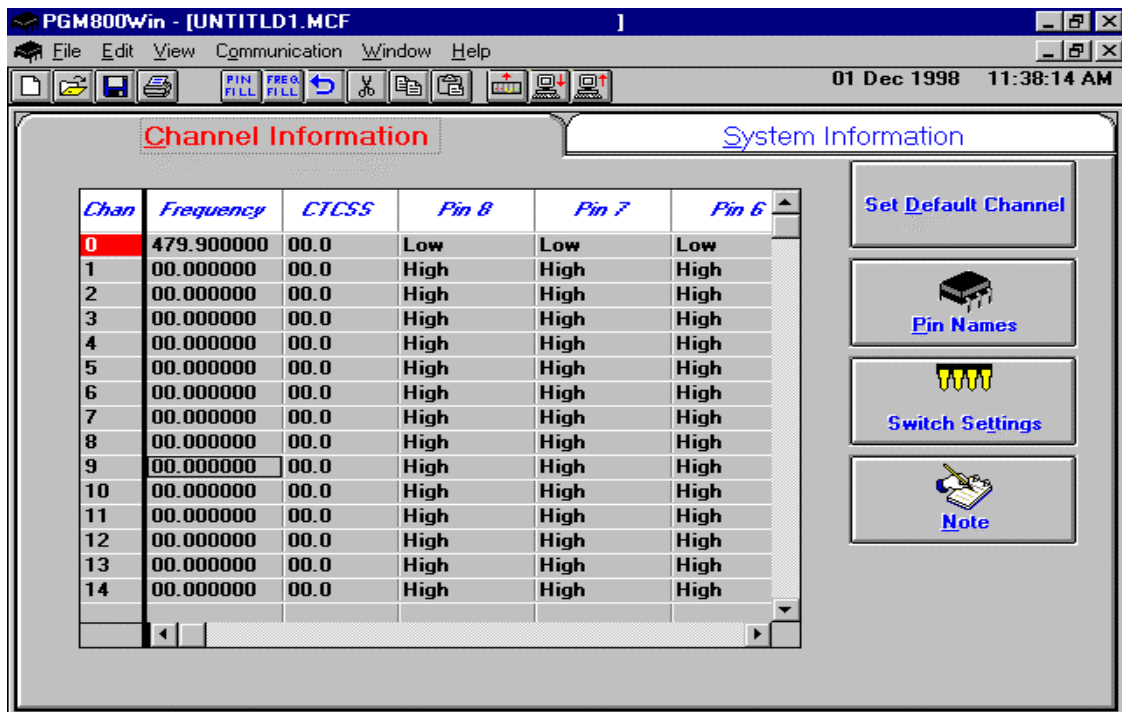 PGM800Win - [UNTITLD1.MCF ]
File Edit View Communication Window Help
PIN FILL FREQ FILL 01 Dec 1998 11:38:14 AM
Channel Information System Information
Chan Frequency CTCSS Pin 8 Pin 7 Pin 6
0 479.900000 00.0 Low Low Low
1 00.000000 00.0 High High High
2 00.000000 00.0 High High High
3 00.000000 00.0 High High High
4 00.000000 00.0 High High High
5 00.000000 00.0 High High High
6 00.000000 00.0 High High High
7 00.000000 00.0 High High High
8 00.000000 00.0 High High High
9 00.000000 00.0 High High High
10 00.000000 00.0 High High High
11 00.000000 00.0 High High High
12 00.000000 00.0 High High High
13 00.000000 00.0 High High High
14 00.000000 00.0 High High High
Set Default Channel
Pin Names
Switch Settings
Note